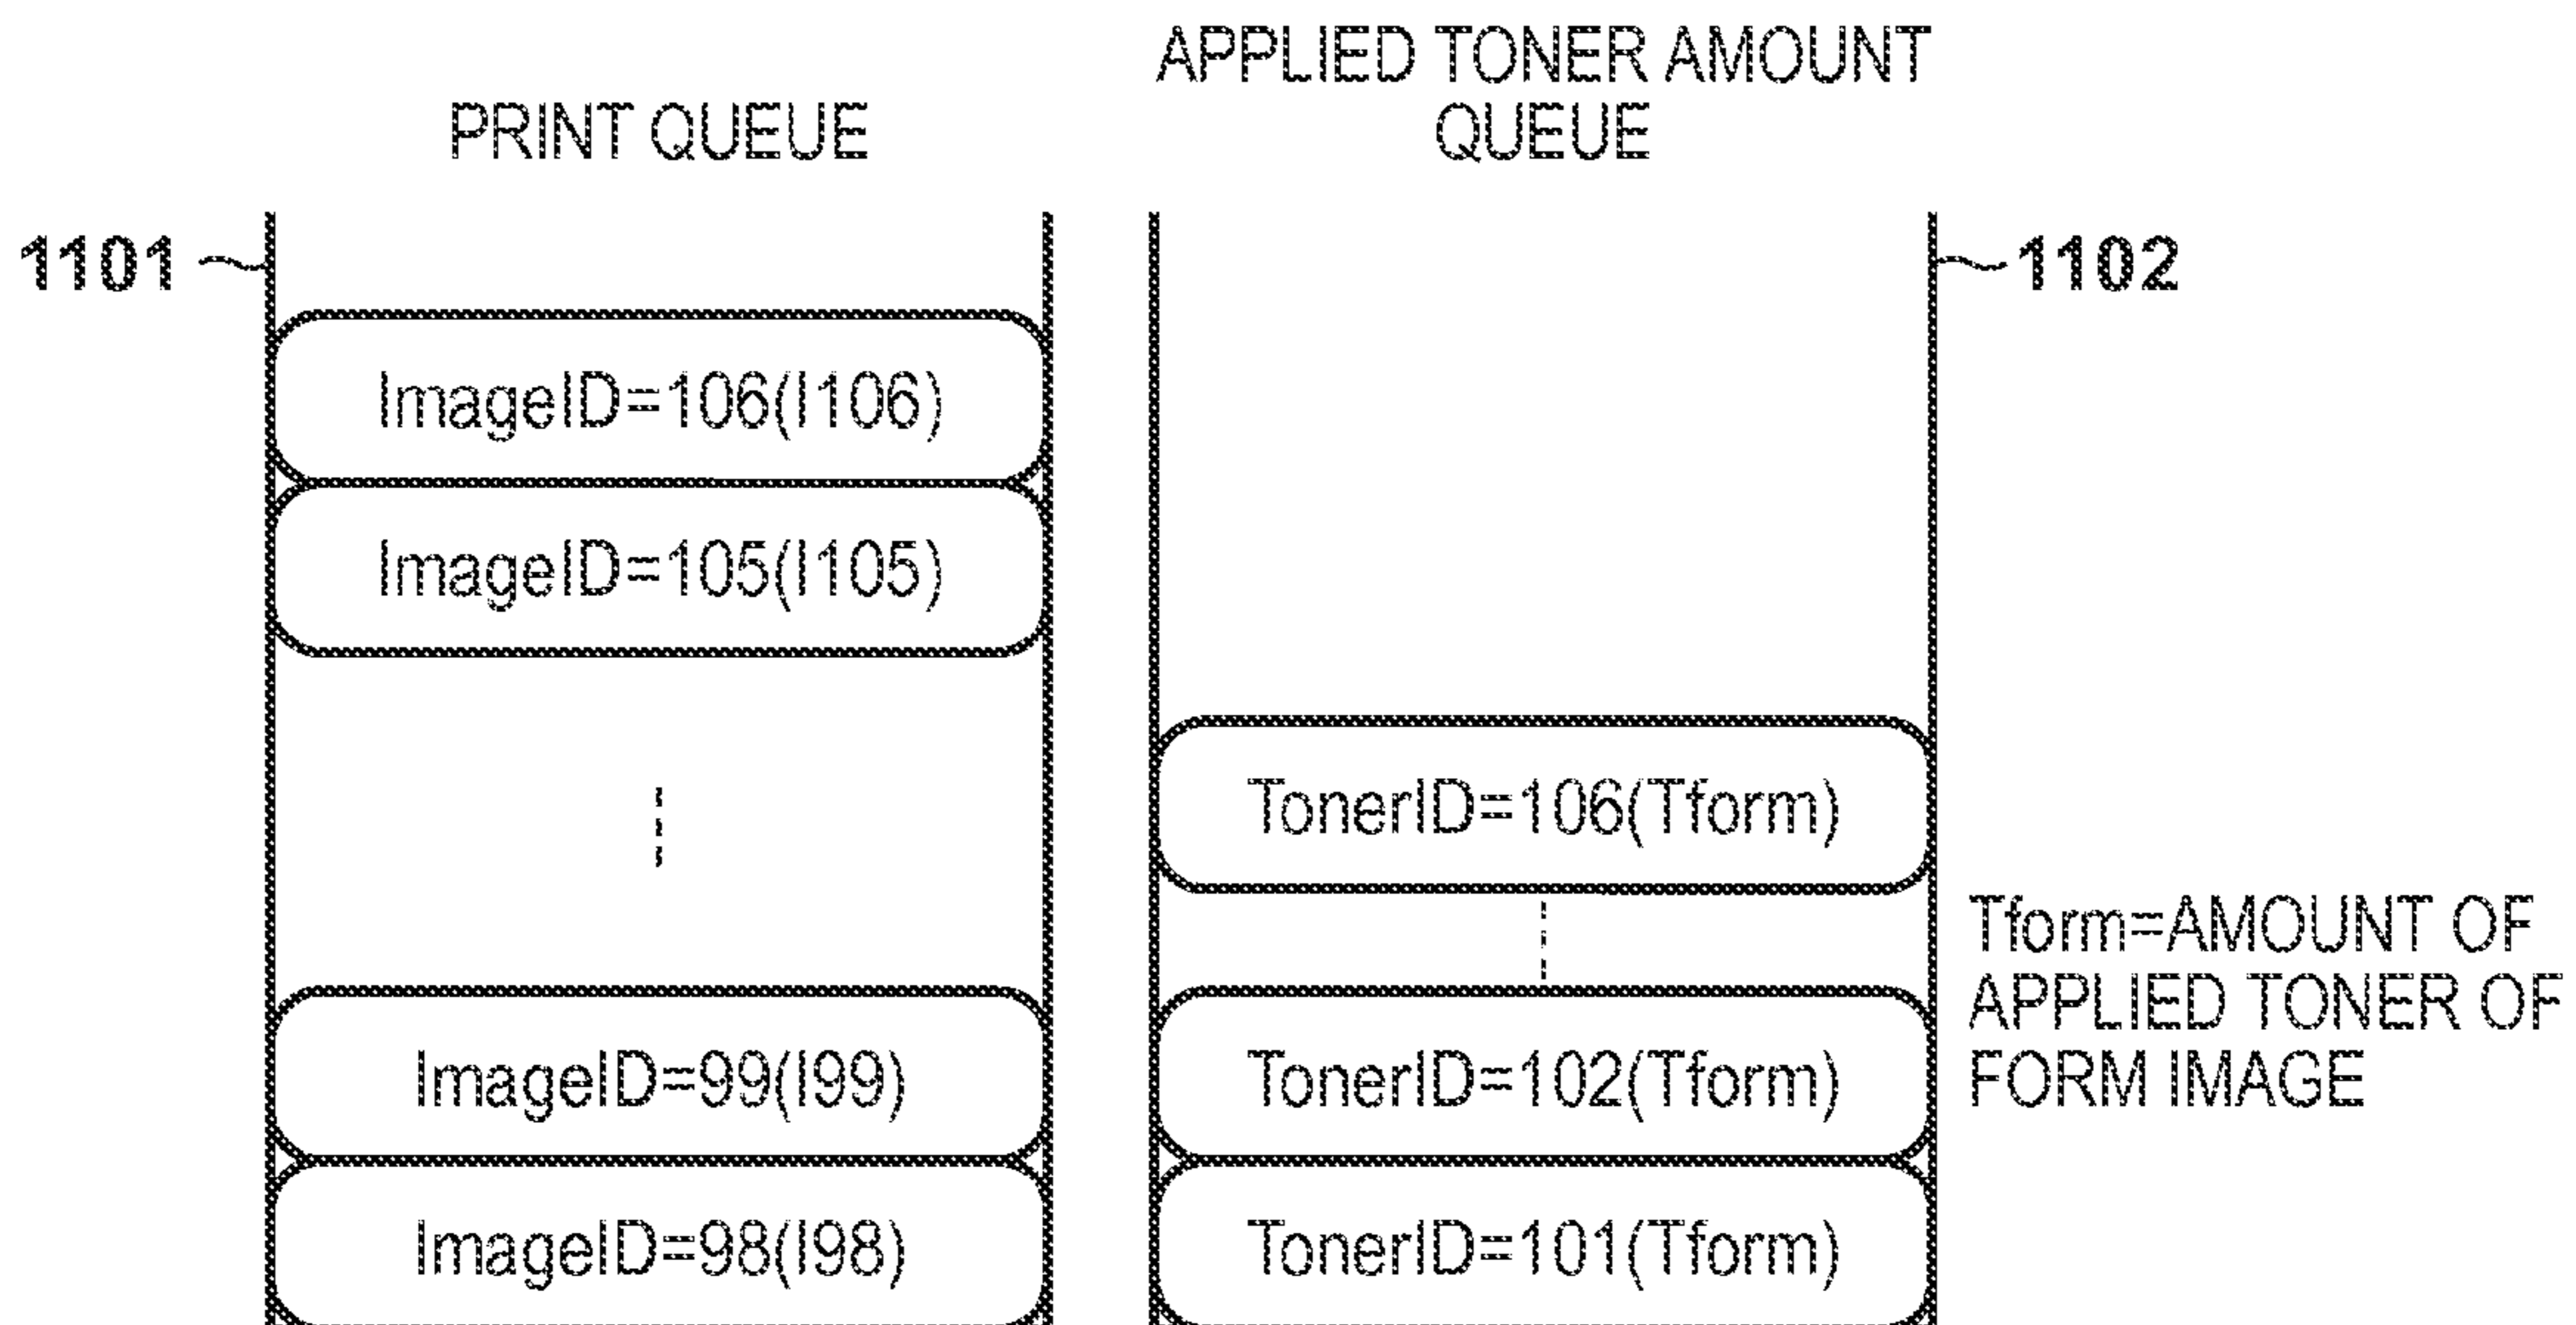 PRINT QUEUE
APPLIED TONER AMOUNT
QUEUE
1101
1102
ImageID=106(I106)
ImageID=105(I105)
ImageID=99(I99)
ImageID=98(I98)
TonerID=106(Tform)
TonerID=102(Tform)
TonerID=101(Tform)
Tform=AMOUNT OF
APPLIED TONER OF
FORM IMAGE